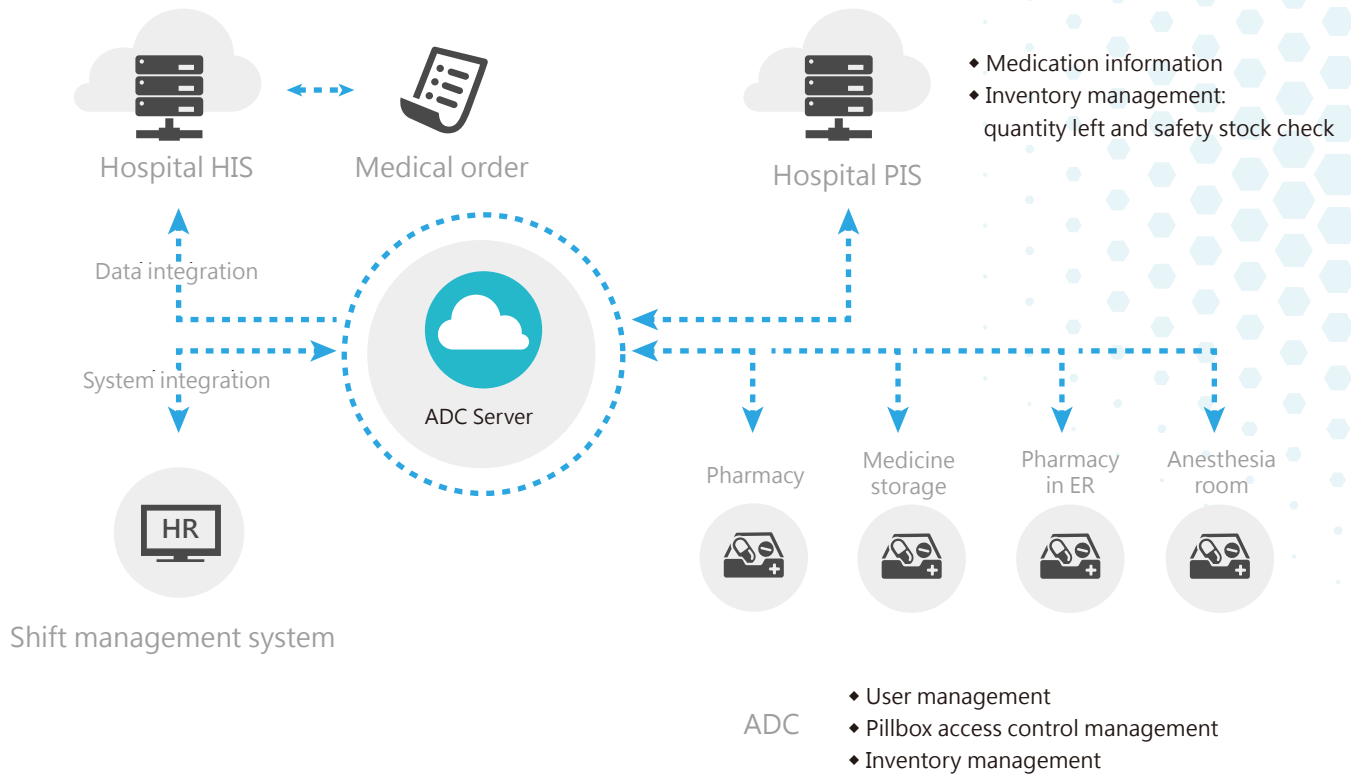 ◆ Medication information
◆ Inventory management:
quantity left and safety stock check
Hospital HIS
Medical order
Hospital PIS
Data integration
System integration
ADC Server
Pharmacy
Medicine
storage
Pharmacy
in ER
Anesthesia
room
HR
Shift management system
ADC
◆ User management
◆ Pillbox access control management
◆ Inventory management